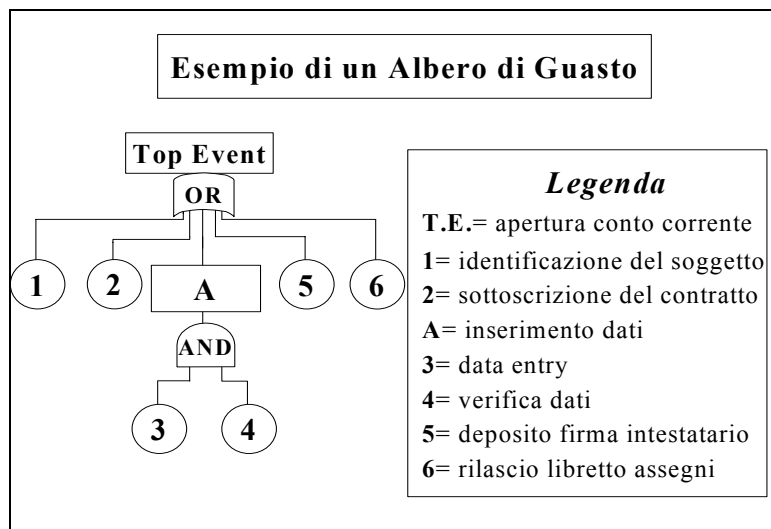 Esempio di un Albero di Guasto
Top Event
OR
1
2
A
5
6
AND
3
4
Legenda
T.E.= apertura conto corrente
1= identificazione del soggetto
2= sottoscrizione del contratto
A= inserimento dati
3= data entry
4= verifica dati
5= deposito firma intestatario
6= rilascio libretto assegni